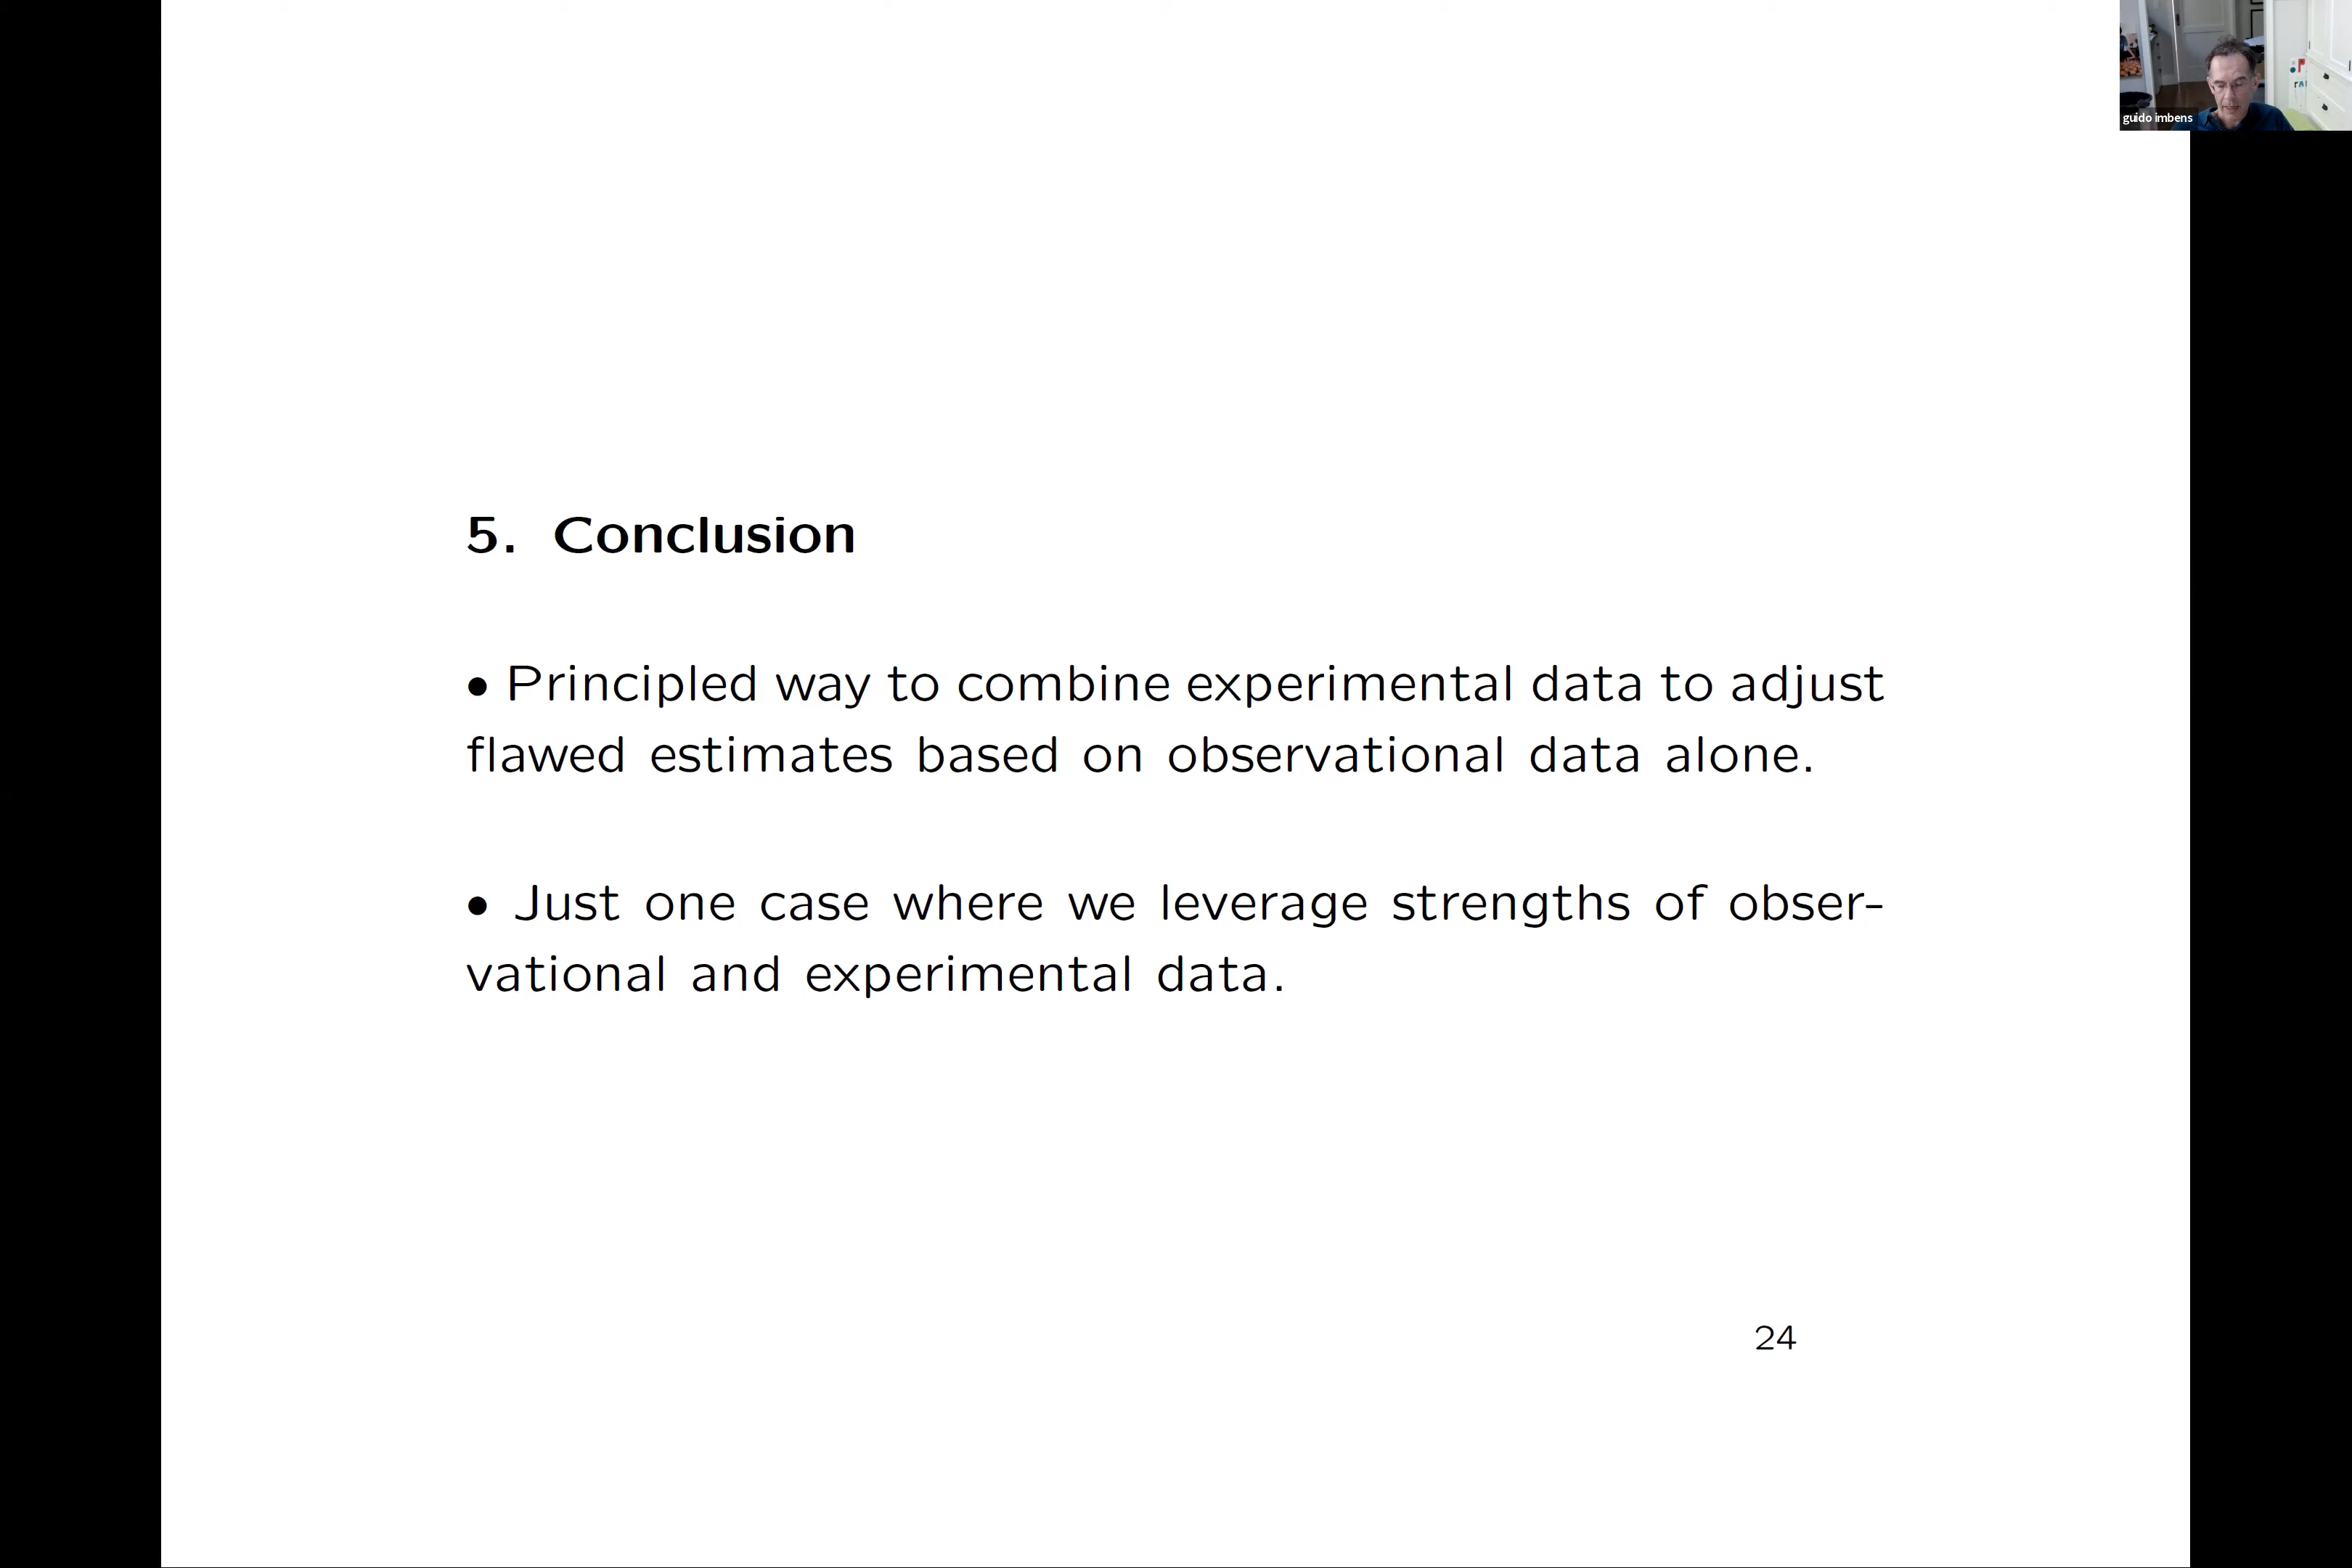 guido imbens
5. Conclusion
• Principled way to combine experimental data to adjust
flawed estimates based on observational data alone.
• Just one case where we leverage strengths of obser-
vational and experimental data.
24